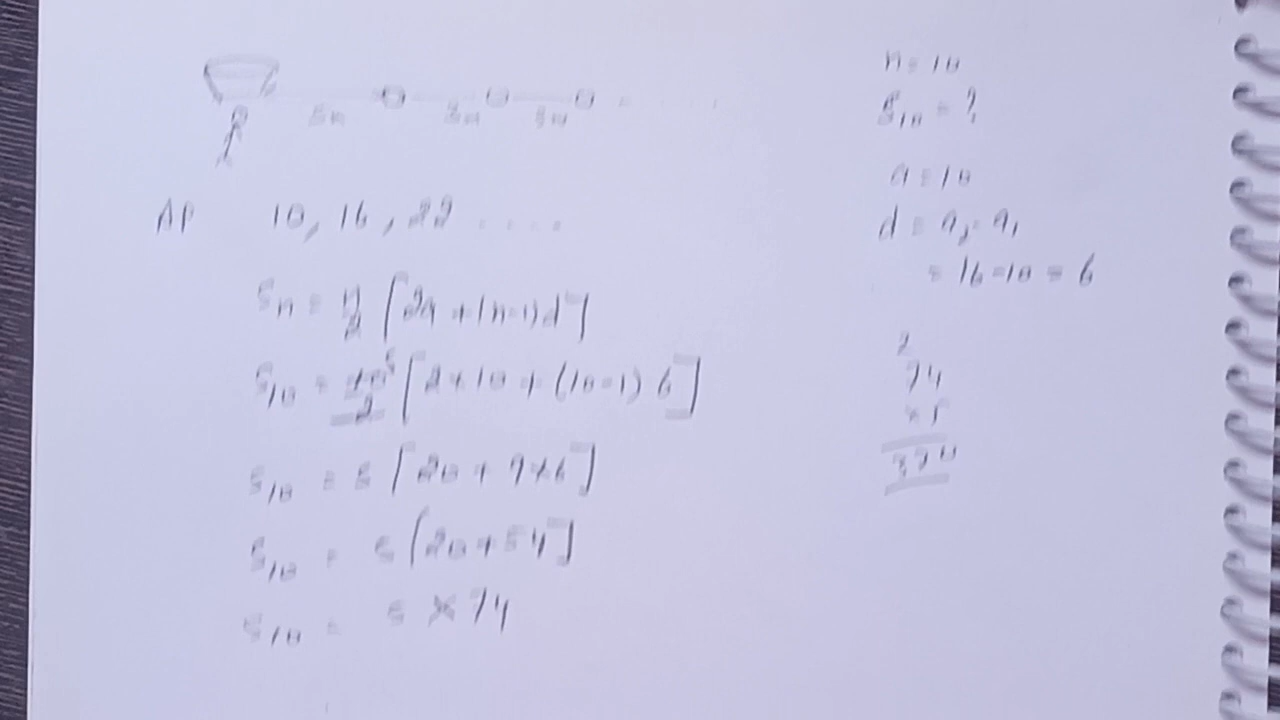 5m 3m 3m
AP 10, 16, 22 ....
Sn = n/2 [2a + (n-1)d]
S10 = 10/2 5 [2×10 + (10-1) 6]
S10 = 5 [20 + 9×6]
S10 = 5 [20+54]
S10 = 5 × 74
n = 10
S10 = ?
a = 10
d = a2 - a1
= 16-10 = 6
2
74
×5
370